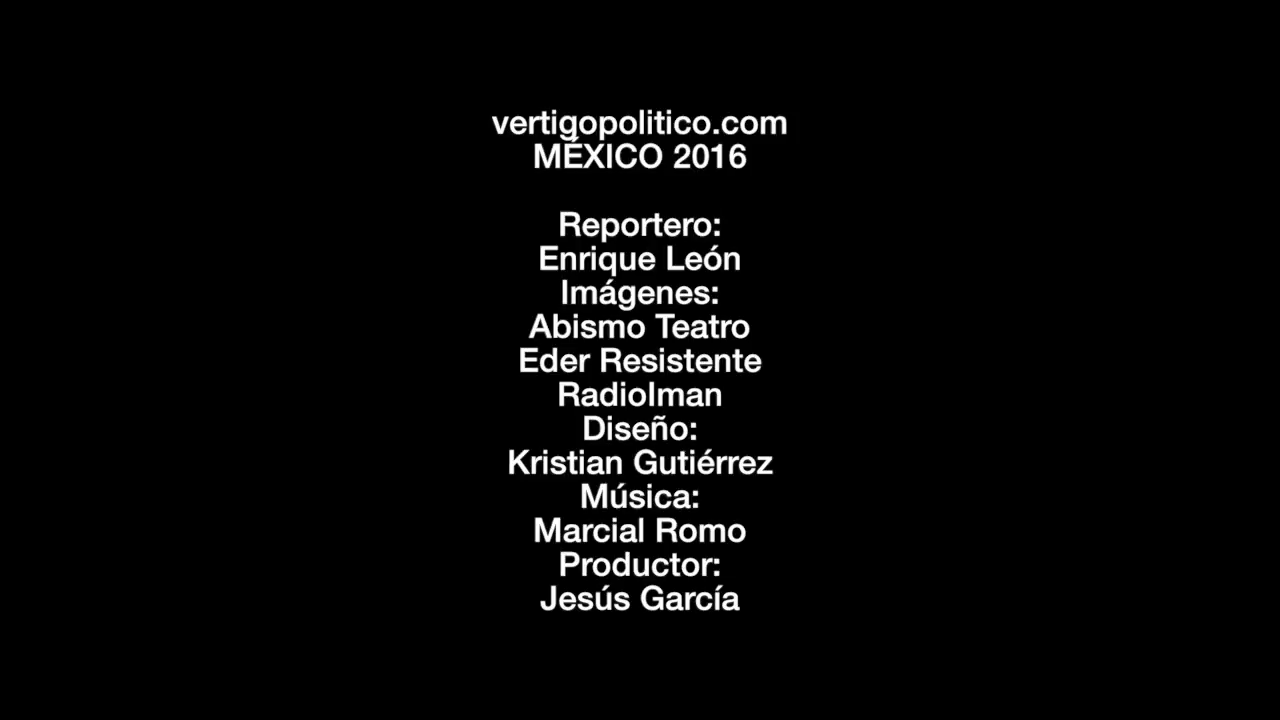 vertigopolitico.com
MÉXICO 2016
Reportero:
Enrique León
Imágenes:
Abismo Teatro
Eder Resistente
Radiolman
Diseño:
Kristian Gutiérrez
Música:
Marcial Romo
Productor:
Jesús García